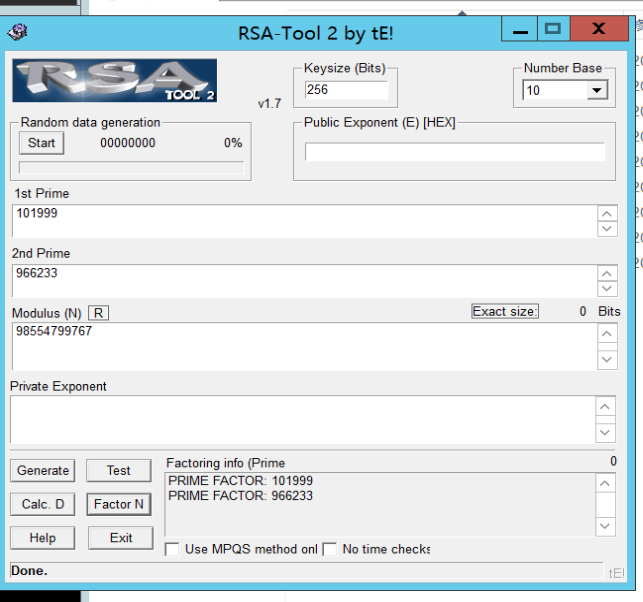 RSA-Tool 2 by tE!
RSA
TOOL 2
v1.7
Keysize (Bits)
256
Number Base
10
Random data generation
Start 00000000 0%
Public Exponent (E) [HEX]
1st Prime
101999
2nd Prime
966233
Modulus (N) R Exact size: 0 Bits
98554799767
Private Exponent
Generate Test
Calc. D Factor N
Help Exit
Factoring info (Prime 0
PRIME FACTOR: 101999
PRIME FACTOR: 966233
Use MPQS method onl No time checks
Done.
tE!